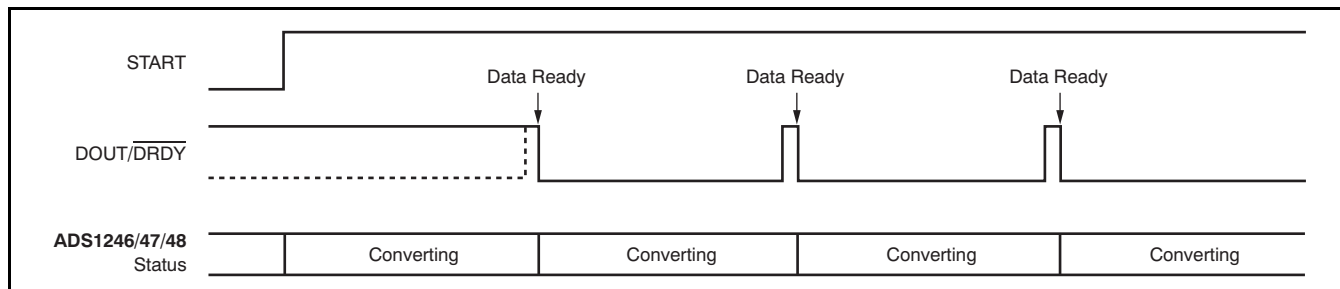 START
Data Ready Data Ready Data Ready
DOUT/DRDY
ADS1246/47/48
Status
Converting Converting Converting Converting